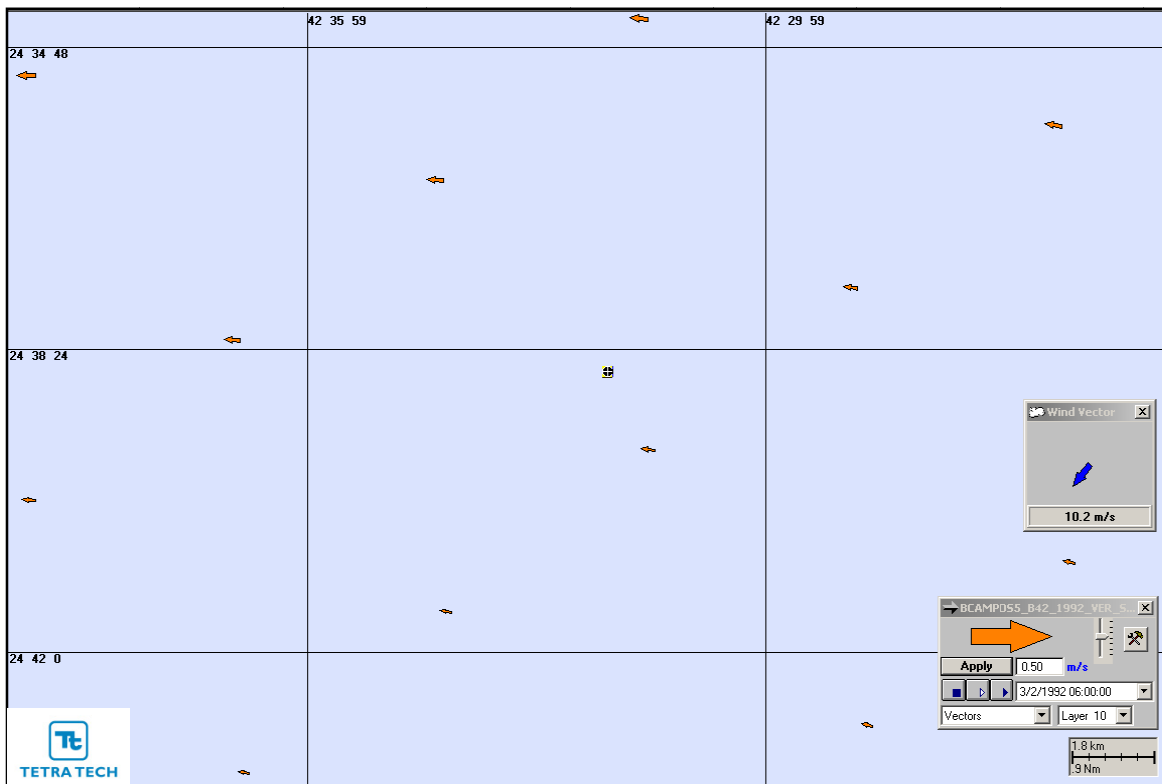 42 35 59
42 29 59
24 34 48
24 38 24
Wind Vector
10.2 m/s
BCAMPOS5_B42_1992_VER_S...
Apply
0.50
m/s
3/2/1992 06:00:00
Vectors
Layer 10
24 42 0
1.8 km
.9 Nm
Tt
TETRA TECH